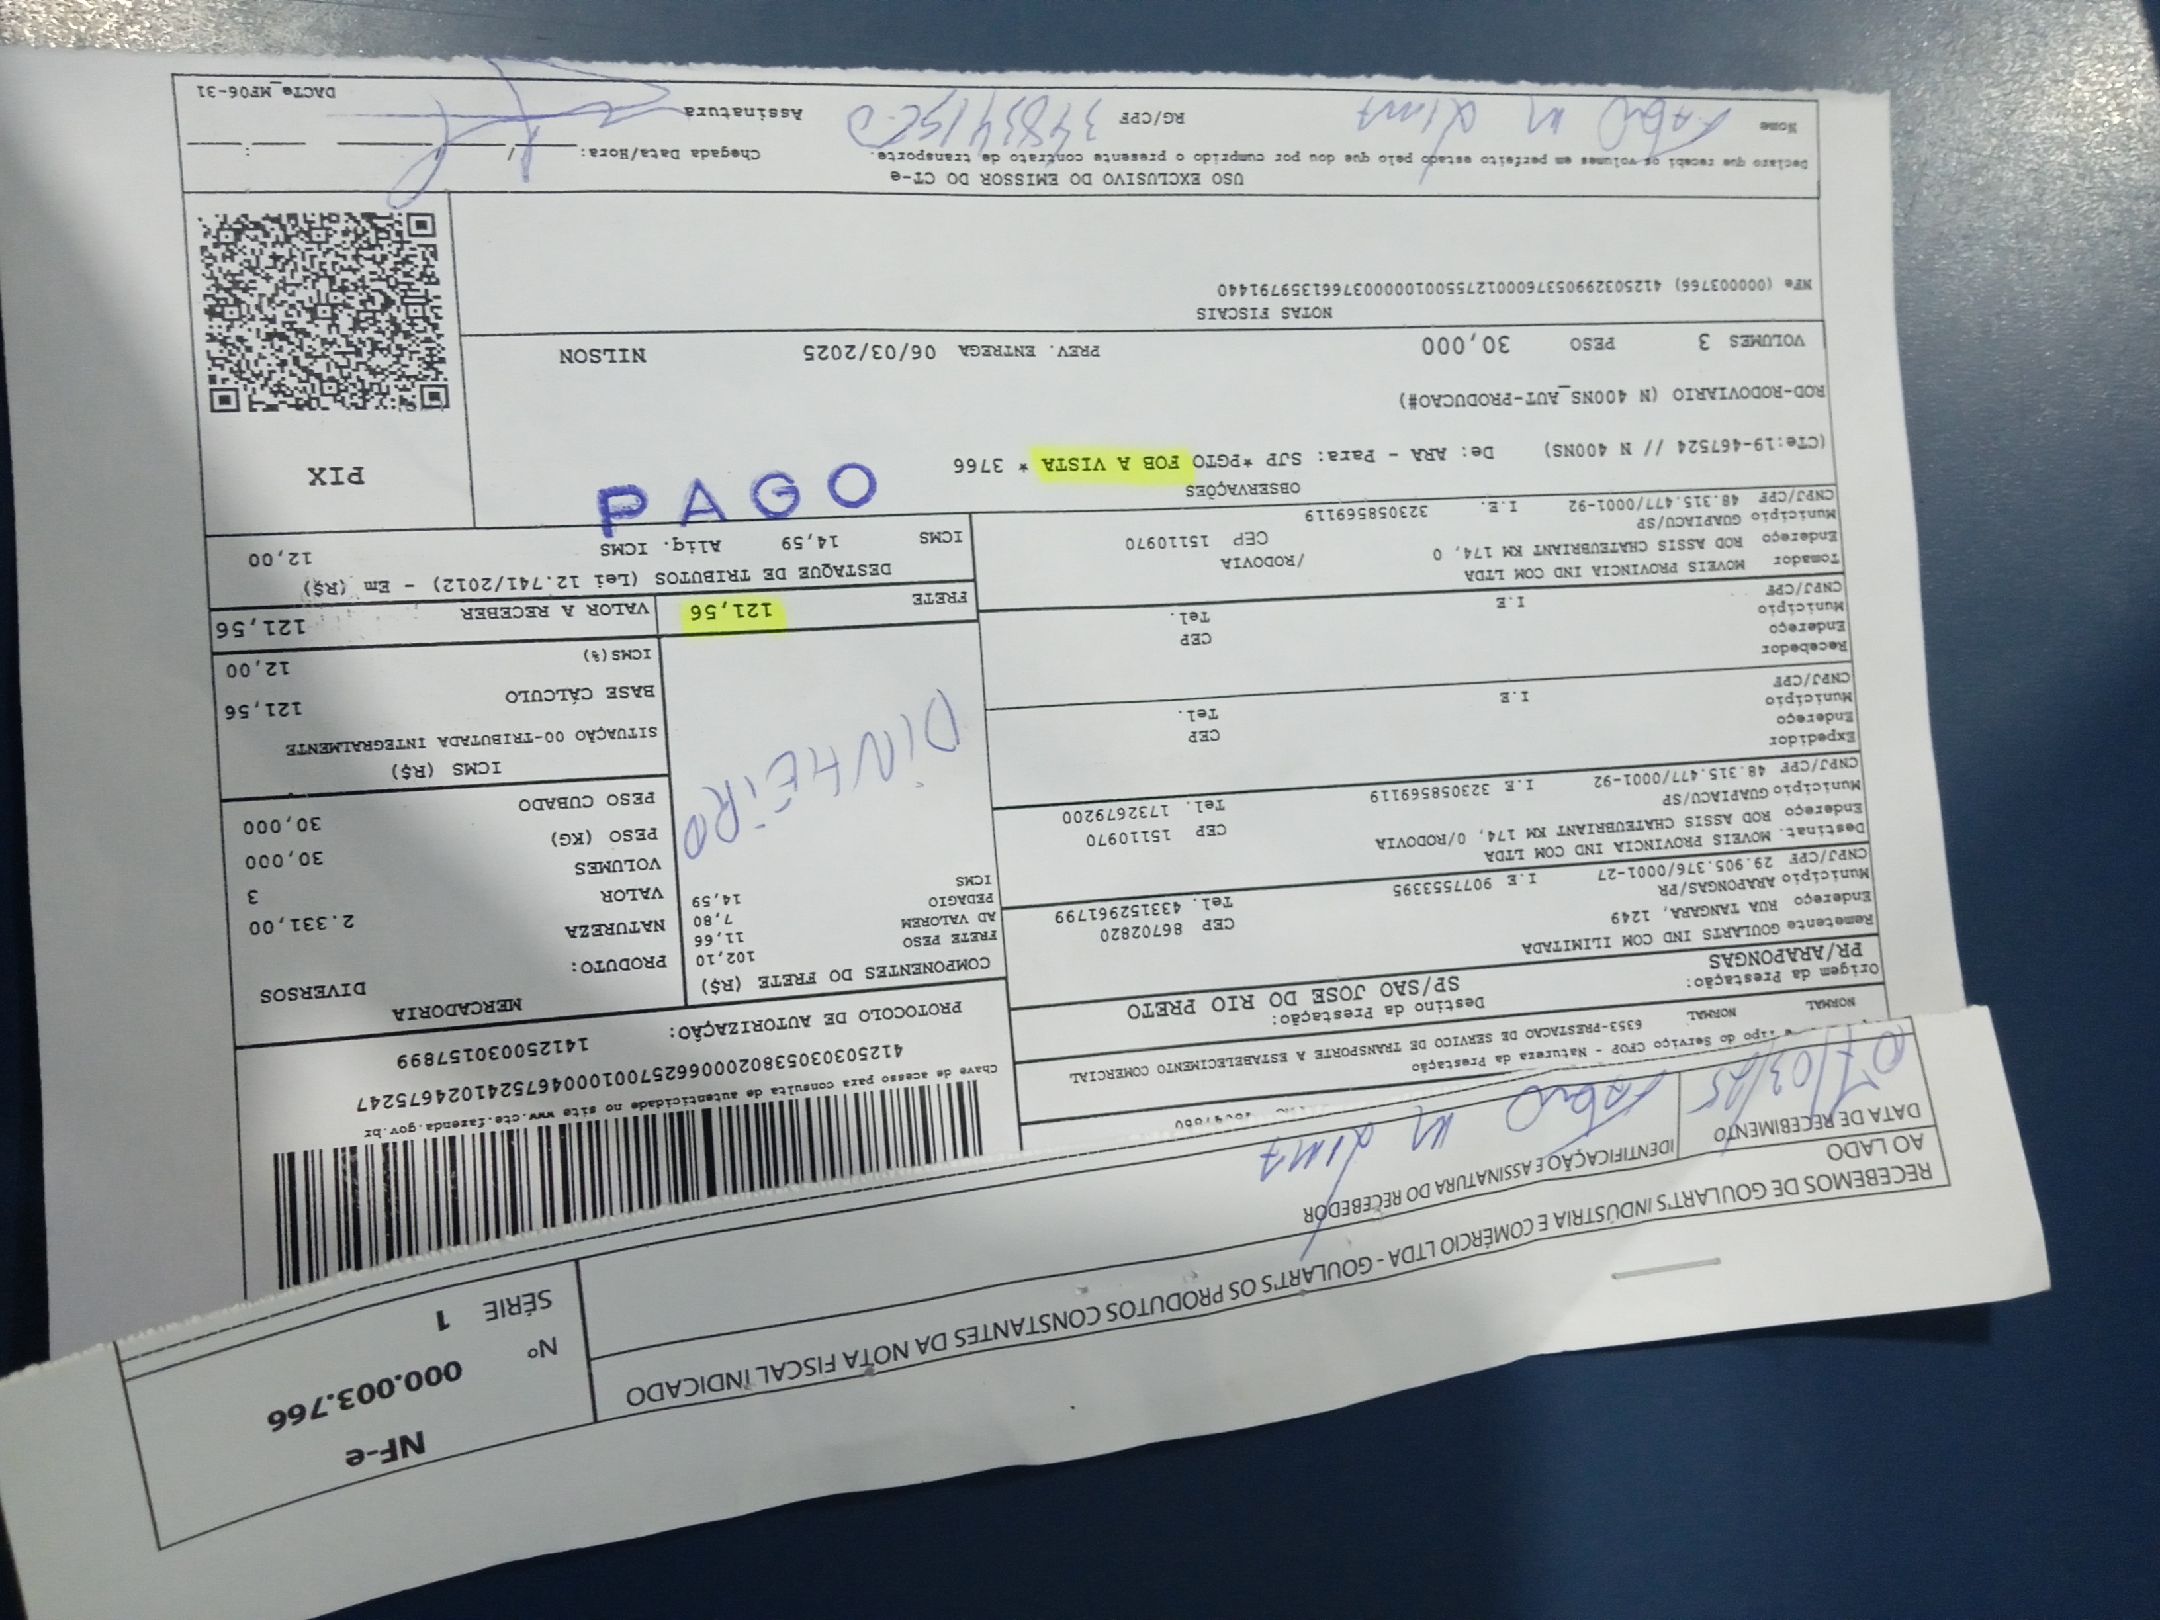 NF-e
Nº 000.003.766
SÉRIE 1
RECEBEMOS DE GOULART'S INDÚSTRIA E COMÉRCIO LTDA - GOULART'S OS PRODUTOS CONSTANTES DA NOTA FISCAL INDICADO
AO LADO
DATA DE RECEBIMENTO
07/03/25
IDENTIFICAÇÃO E ASSINATURA DO RECEBEDOR
Fabio M Lima
Tipo do Serviço CFOP - Natureza da Prestação
NORMAL NORMAL 6353-PRESTACAO DE SERVICO DE TRANSPORTE A ESTABELECIMENTO COMERCIAL
Origem da Prestação:
PR/ARAPONGAS
Destino da Prestação:
SP/SAO JOSE DO RIO PRETO
Remetente GOULARTS IND COM ILIMITADA
Endereço RUA TANGARA, 1249 CEP 86702820
Município ARAPONGAS/PR Tel. 433152961799
CNPJ/CPF 29.905.376/0001-27 I.E 9077553395
Destinat. MOVEIS PROVINCIA IND COM LTDA
Endereço ROD ASSIS CHATEUBRIANT KM 174, 0/RODOVIA CEP 15110970
Município GUAPIACU/SP Tel. 1732679200
CNPJ/CPF 48.315.477/0001-92 I.E 323058569119
Expedidor
Endereço CEP
Município Tel.
CNPJ/CPF I.E
Recebedor
Endereço CEP
Município Tel.
CNPJ/CPF I.E
Tomador MOVEIS PROVINCIA IND COM LTDA
Endereço ROD ASSIS CHATEUBRIANT KM 174, 0 /RODOVIA
Município GUAPIACU/SP CEP 15110970
CNPJ/CPF 48.315.477/0001-92 I.E. 323058569119
Chave de acesso para consulta de autenticidade no site www.cte.fazenda.gov.br
41250303053802000662570010004675241024675247
PROTOCOLO DE AUTORIZAÇÃO: 141250030157899
COMPONENTES DO FRETE (R$)
102,10
FRETE PESO 11,66
AD VALOREM 7,80
PEDAGIO 14,59
ICMS
DINHEIRO
MERCADORIA
PRODUTO: DIVERSOS
NATUREZA 2.331,00
VALOR 3
VOLUMES 30,000
PESO (KG)
PESO CUBADO 30,000
ICMS (R$)
SITUAÇÃO 00-TRIBUTADA INTEGRALMENTE
BASE CÁLCULO 121,56
ICMS(%) 12,00
FRETE 121,56
VALOR A RECEBER 121,56
DESTAQUE DE TRIBUTOS (Lei 12.741/2012) - Em (R$)
ICMS 14,59 Alíq. ICMS 12,00
PAGO
PIX
OBSERVAÇÕES
(CTe:19-467524 // N 400NS) De: ARA - Para: SJP *PGTO FOB A VISTA * 3766
ROD-RODOVIARIO (N 400NS_AUT-PRODUCAO#)
VOLUMES 3 PESO 30,000 PREV. ENTREGA 06/03/2025 NILSON
NOTAS FISCAIS
NFe (000003766) 41250329905376000127550010000037661359791440
USO EXCLUSIVO DO EMISSOR DO CT-e
Declaro que recebi os volumes em perfeito estado pelo que dou por cumprido o presente contrato de transporte.
Chegada Data/Hora: / / :
Nome Fabio M Lima RG/CPF Assinatura
DACTe_MF06-31